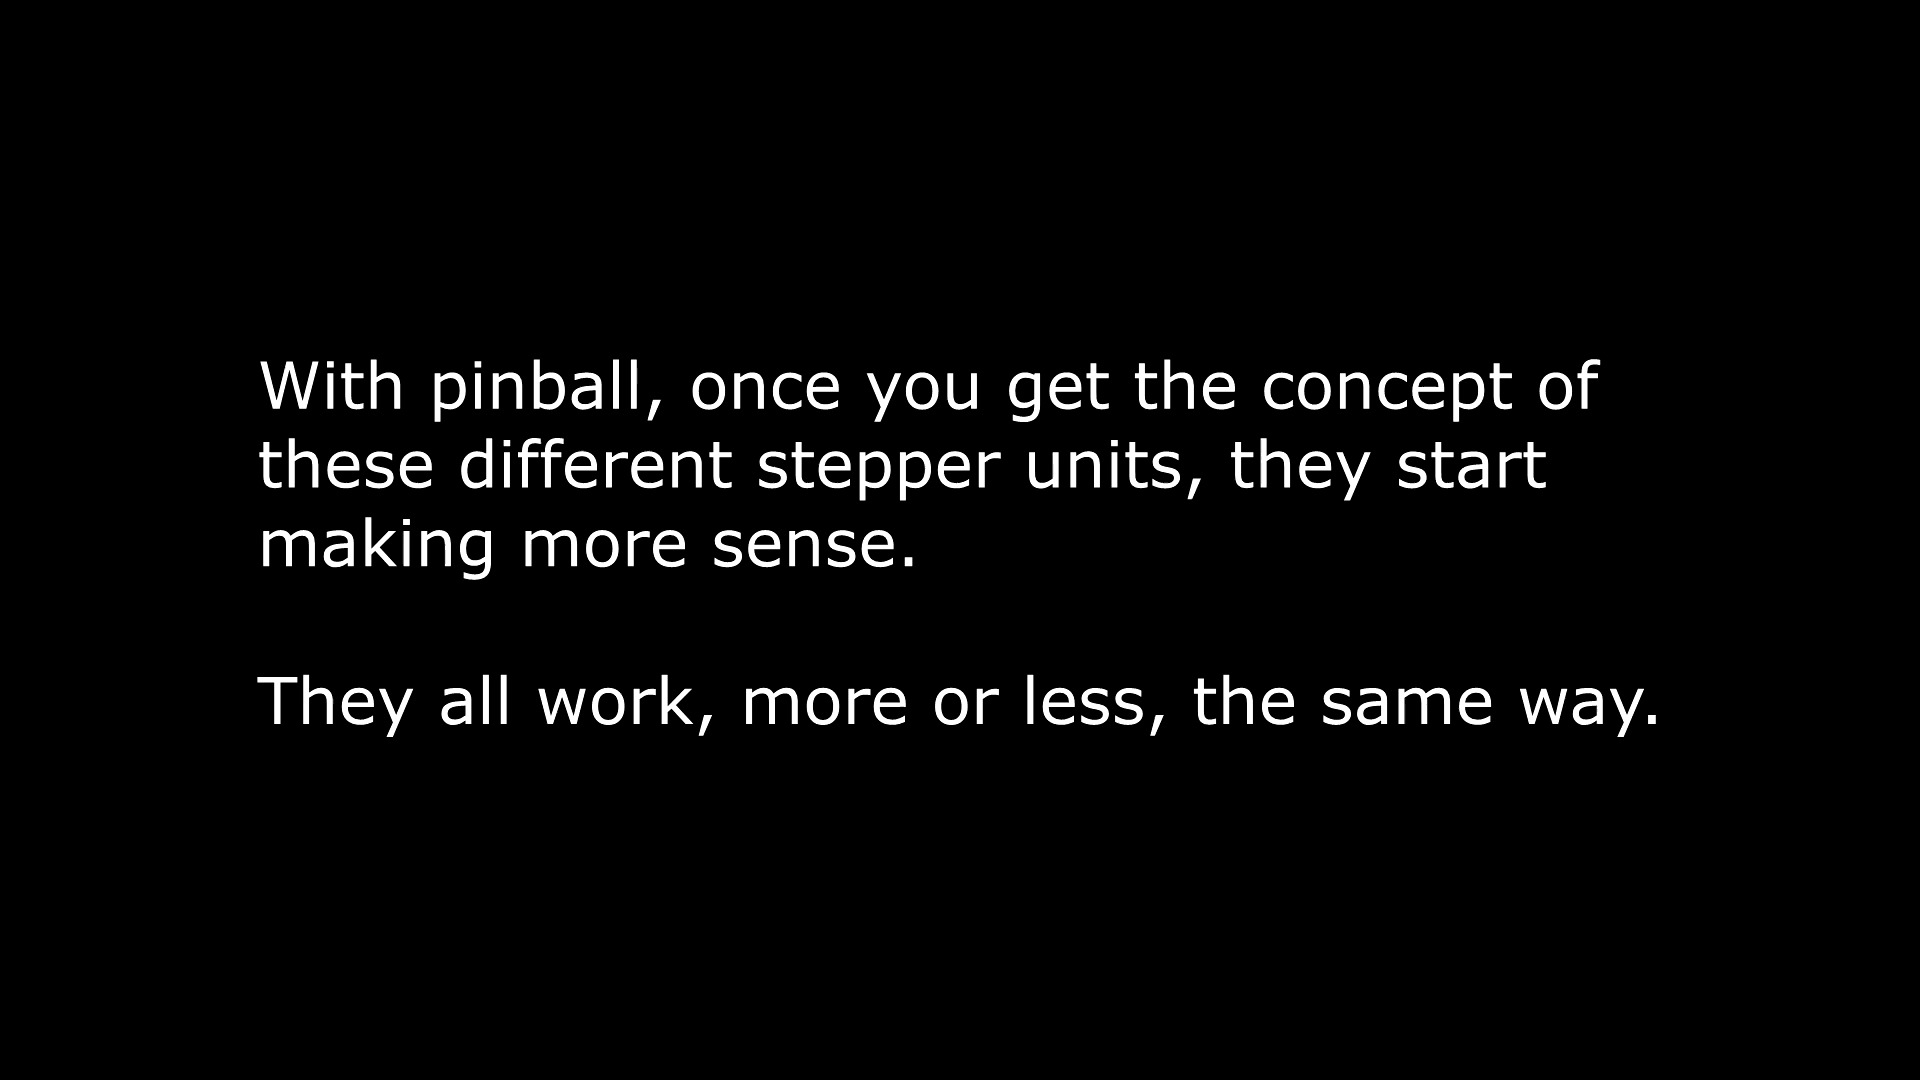 With pinball, once you get the concept of
these different stepper units, they start
making more sense.
They all work, more or less, the same way.